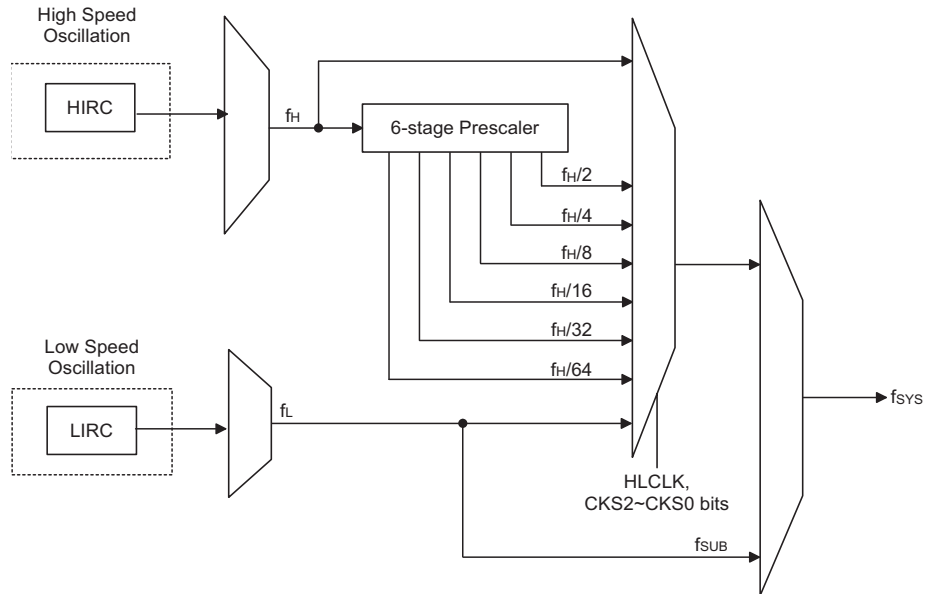 High Speed
Oscillation
HIRC
fH
6-stage Prescaler
fH/2
fH/4
fH/8
fH/16
fH/32
fH/64
Low Speed
Oscillation
LIRC
fL
HLCLK,
CKS2~CKS0 bits
fSUB
fSYS